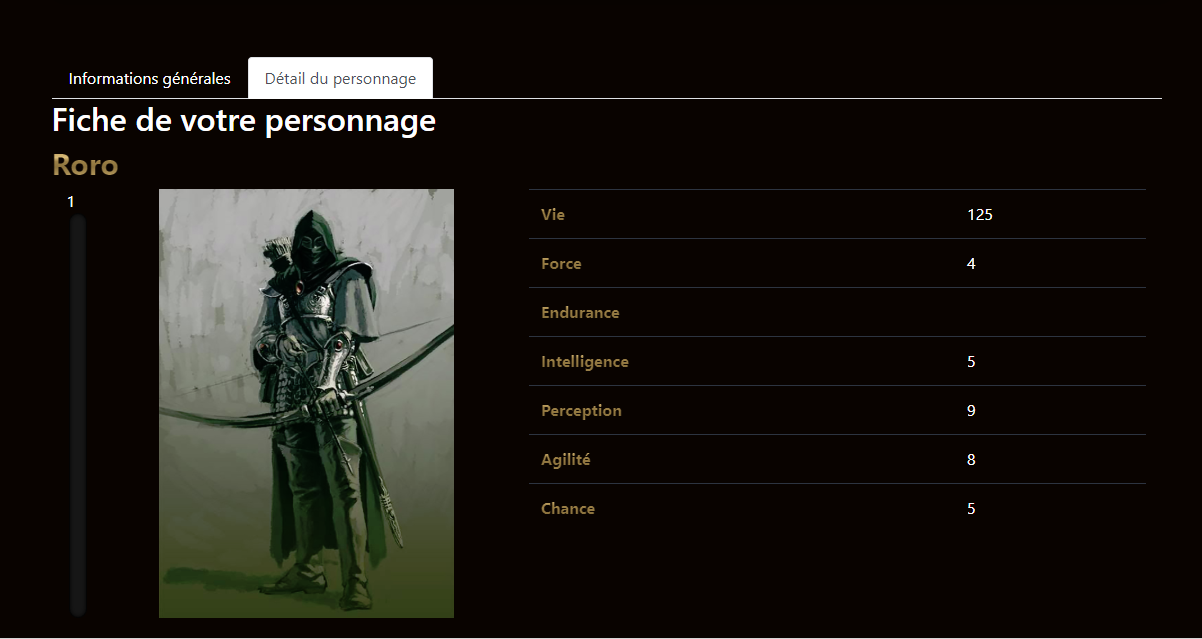 Informations générales Détail du personnage
Fiche de votre personnage
Roro
1
Vie 125
Force 4
Endurance
Intelligence 5
Perception 9
Agilité 8
Chance 5